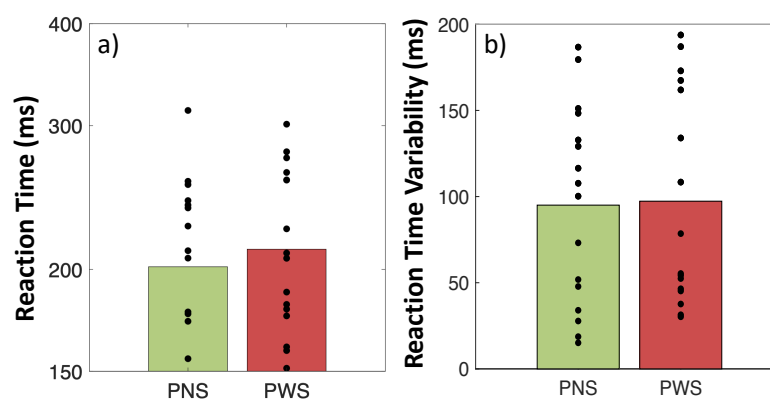 a)
Reaction Time (ms)
400
300
200
150
PNS PWS
b)
Reaction Time Variability (ms)
200
150
100
50
0
PNS PWS